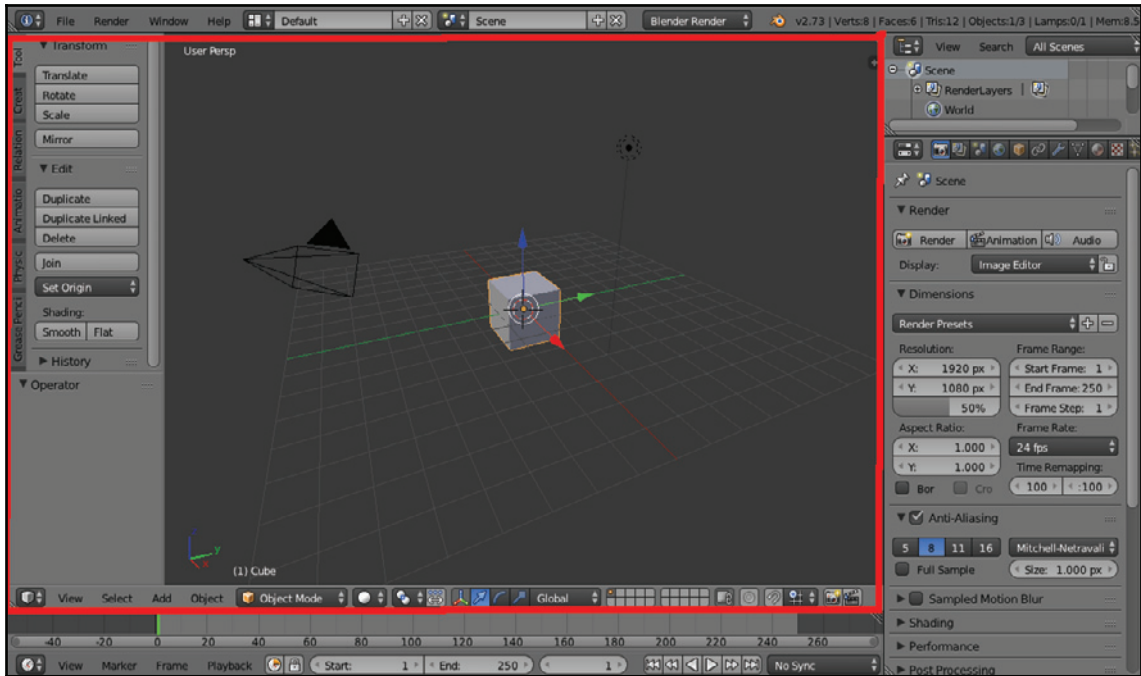 File Render Window Help Default Scene Blender Render v2.73 | Verts:8 | Faces:6 | Tris:12 | Objects:1/3 | Lamps:0/1 | Mem:8.5
Tool
Creat
Relation
Animatio
Physic
Grease Penci
Transform
Translate
Rotate
Scale
Mirror
Edit
Duplicate
Duplicate Linked
Delete
Join
Set Origin
Shading:
Smooth Flat
History
Operator
User Persp
z
y
x
(1) Cube
View Select Add Object Object Mode Global
-40 -20 0 20 40 60 80 100 120 140 160 180 200 220 240 260
View Marker Frame Playback Start: 1 End: 250 1 No Sync
View Search All Scenes
Scene
RenderLayers |
World
Scene
Render
Render Animation Audio
Display: Image Editor
Dimensions
Render Presets
Resolution: Frame Range:
X: 1920 px Start Frame: 1
Y: 1080 px End Frame: 250
50% Frame Step: 1
Aspect Ratio: Frame Rate:
X: 1.000 24 fps
Y: 1.000 Time Remapping:
Bor Cro 100 :100
Anti-Aliasing
5 8 11 16 Mitchell-Netravali
Full Sample Size: 1.000 px
Sampled Motion Blur
Shading
Performance
Post Processing